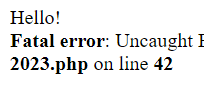 Hello!
Fatal error: Uncaught
2023.php on line 42